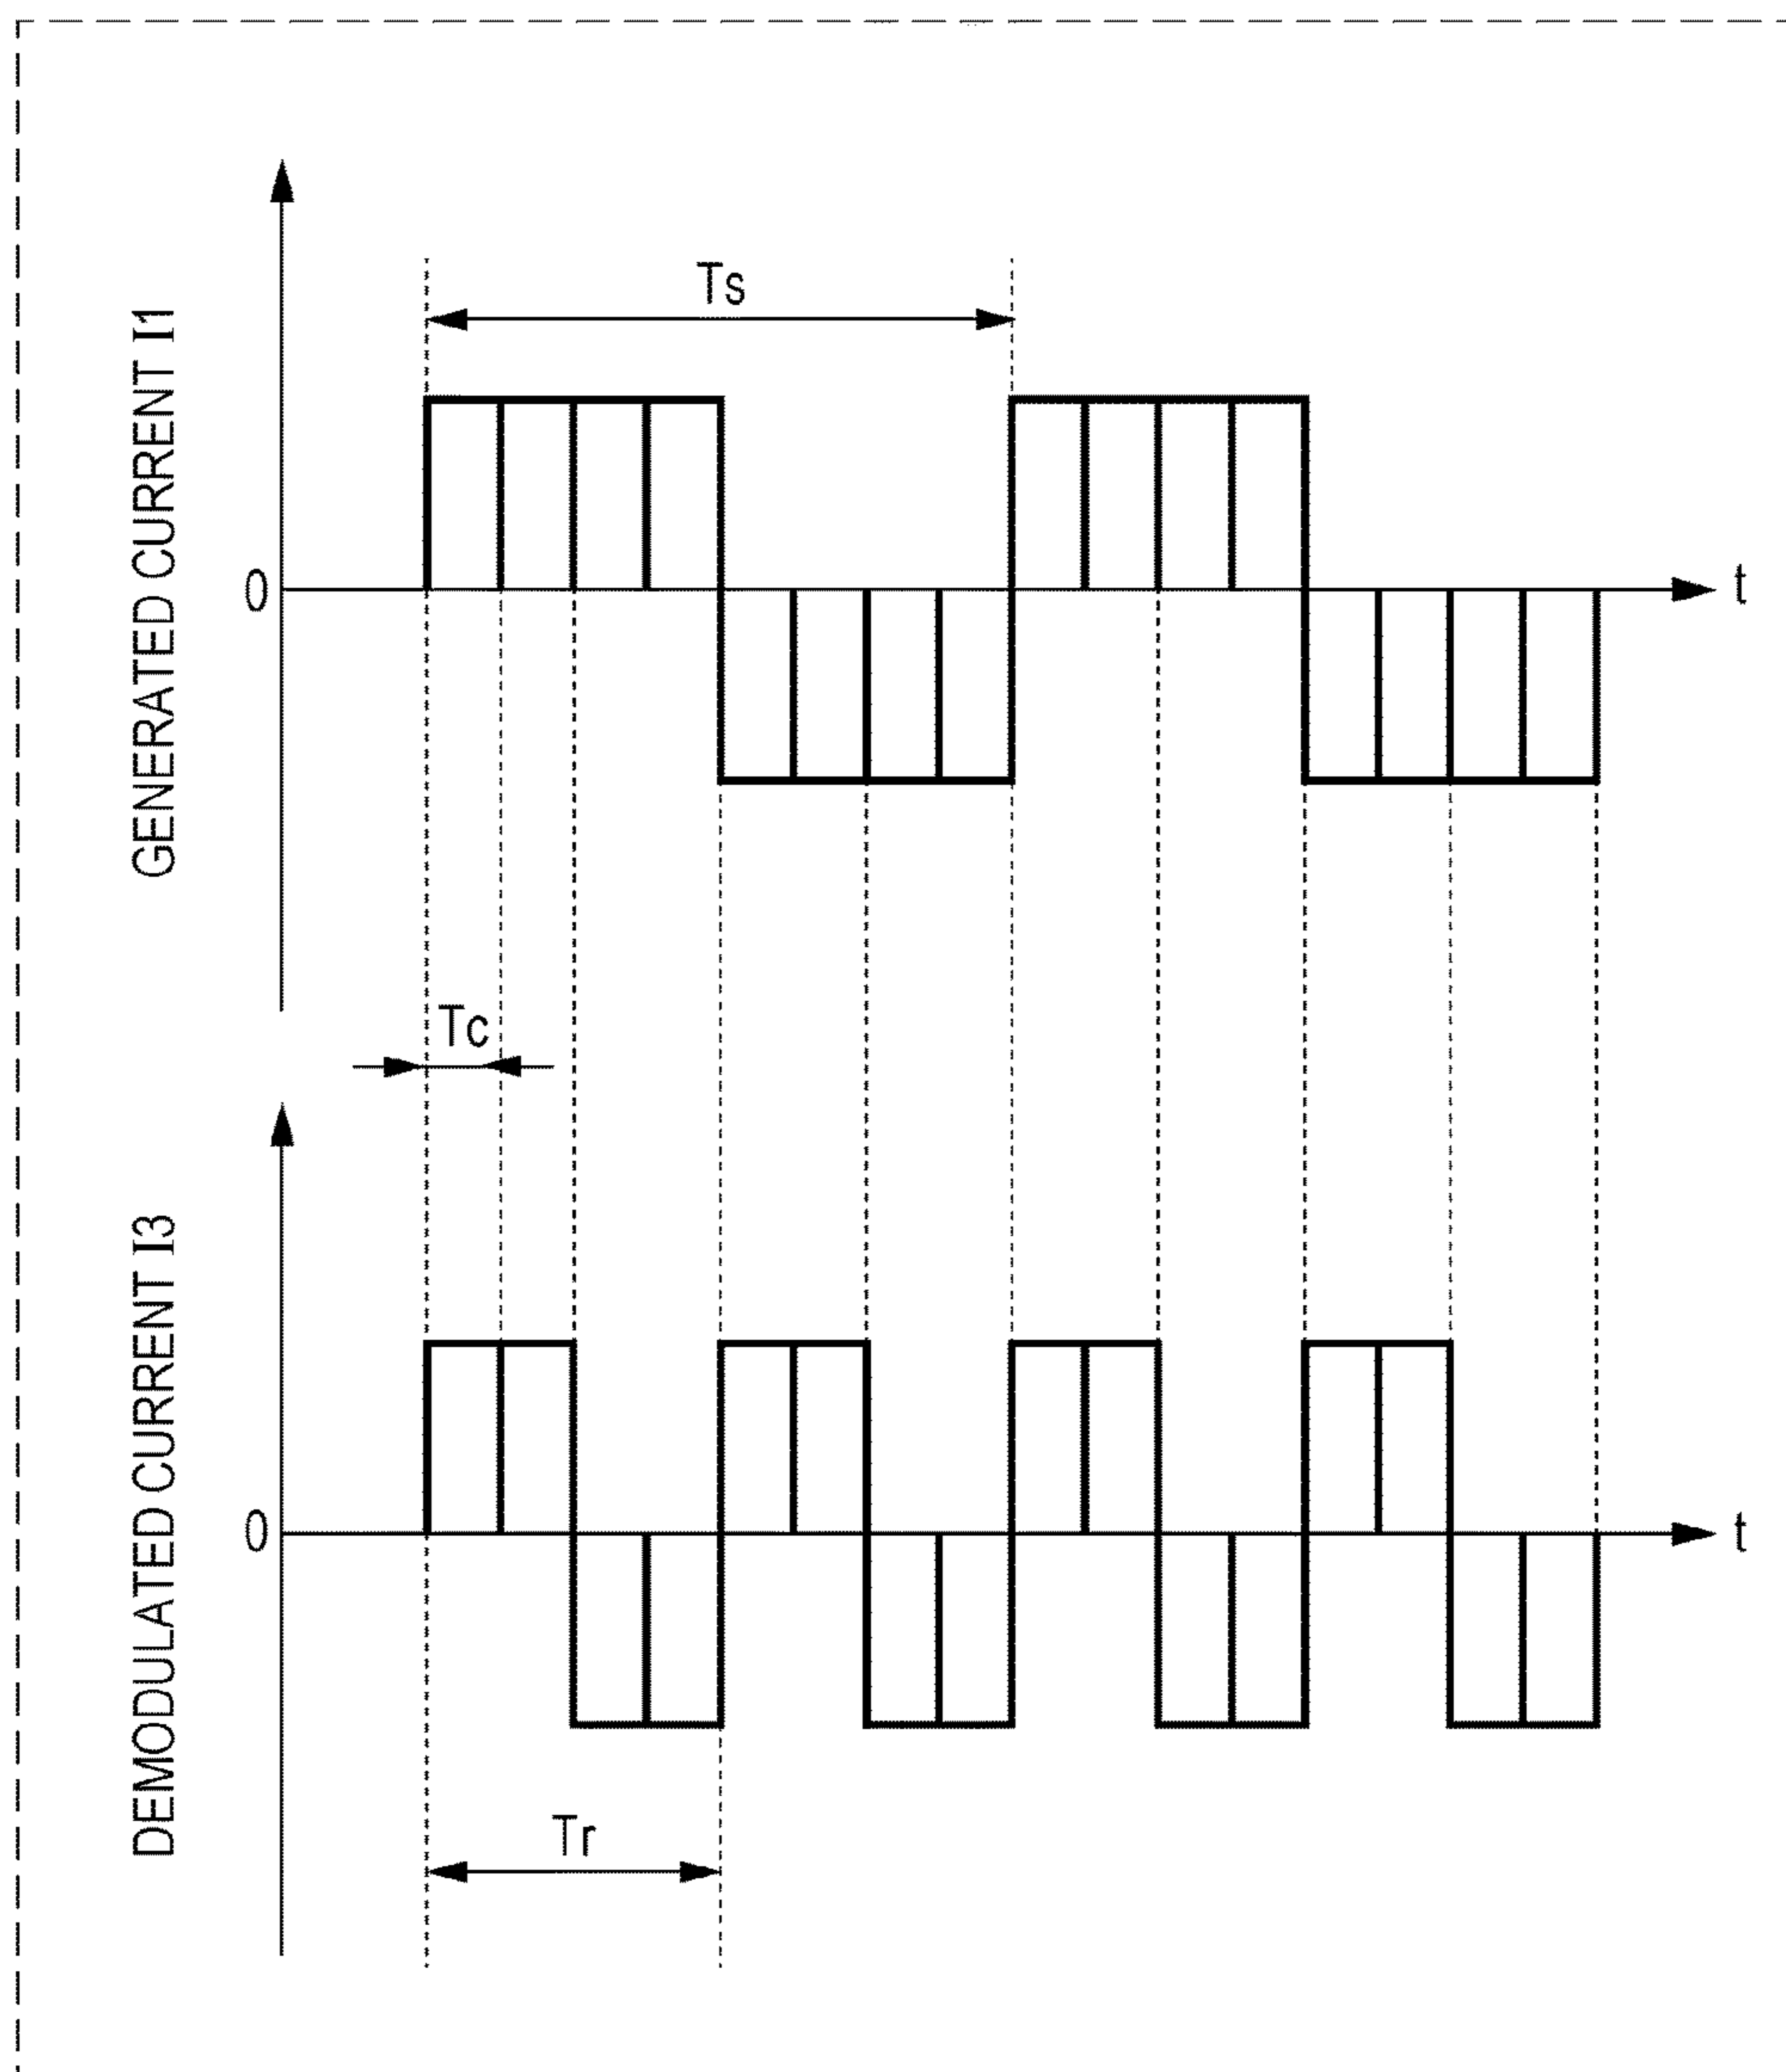 GENERATED CURRENT I1
Ts
0
t
Tc
DEMODULATED CURRENT I3
0
t
Tr